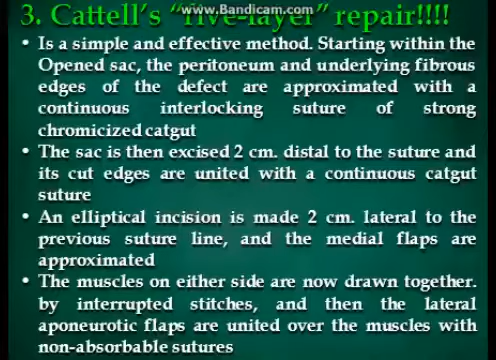 www.Bandicam.com
3. Cattell's "five-layer" repair!!!!
• Is a simple and effective method. Starting within the
Opened sac, the peritoneum and underlying fibrous
edges of the defect are approximated with a
continuous interlocking suture of strong
chromicized catgut
• The sac is then excised 2 cm. distal to the suture and
its cut edges are united with a continuous catgut
suture
• An elliptical incision is made 2 cm. lateral to the
previous suture line, and the medial flaps are
approximated
• The muscles on either side are now drawn together.
by interrupted stitches, and then the lateral
aponeurotic flaps are united over the muscles with
non-absorbable sutures